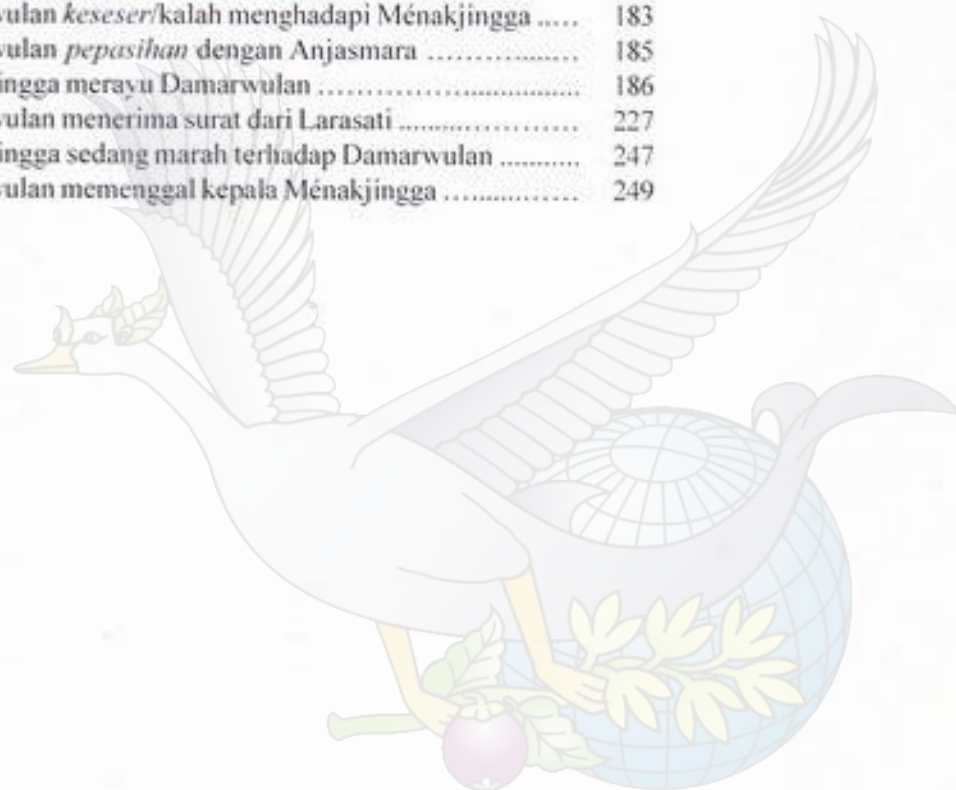 wulan keseser/kalah menghadapi Ménakjingga ..... 183
wulan pepasihan dengan Anjasmara .................. 185
ingga merayu Damarwulan ................................ 186
wulan menerima surat dari Larasati ..................... 227
ingga sedang marah terhadap Damarwulan ........... 247
wulan memenggal kepala Ménakjingga ................ 249